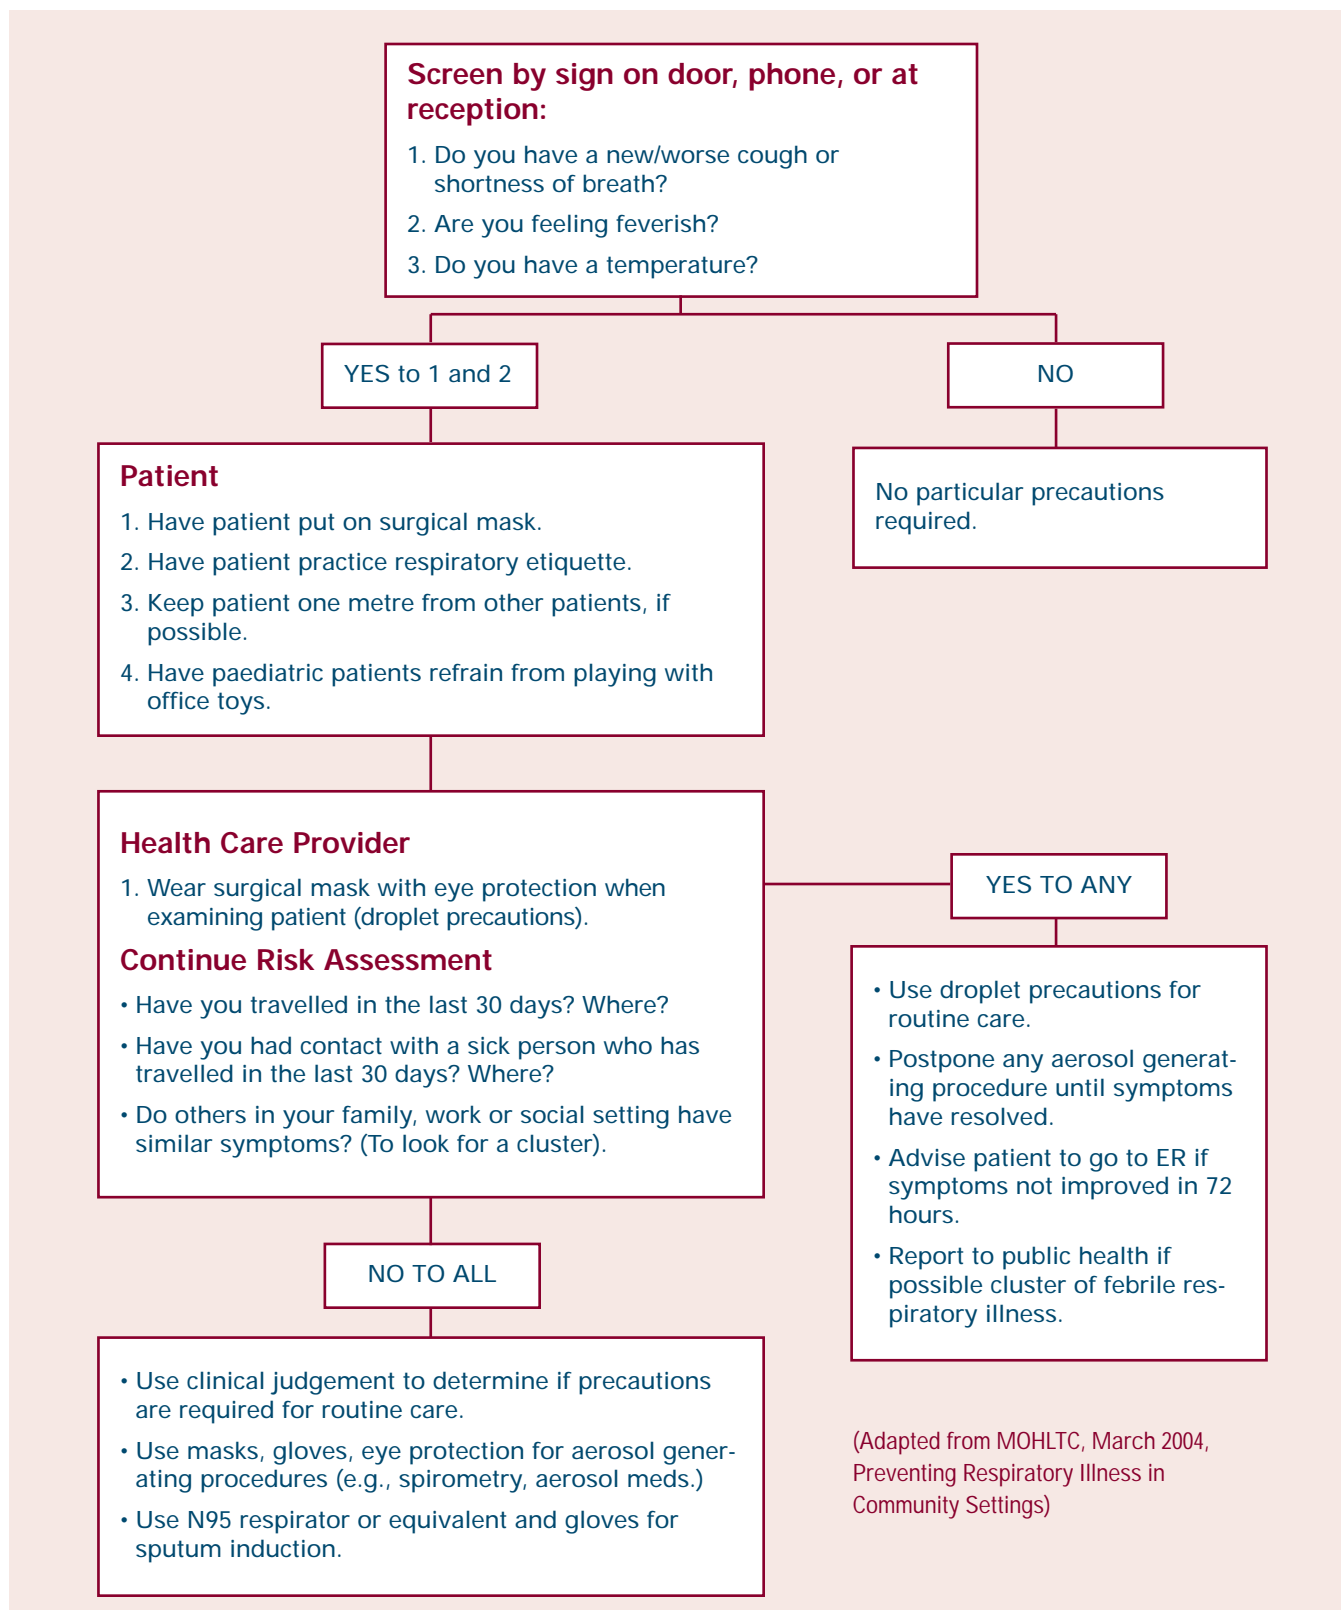 Screen by sign on door, phone, or at
reception:
1. Do you have a new/worse cough or
shortness of breath?
2. Are you feeling feverish?
3. Do you have a temperature?
YES to 1 and 2
NO
Patient
1. Have patient put on surgical mask.
2. Have patient practice respiratory etiquette.
3. Keep patient one metre from other patients, if
possible.
4. Have paediatric patients refrain from playing with
office toys.
No particular precautions
required.
Health Care Provider
1. Wear surgical mask with eye protection when
examining patient (droplet precautions).
Continue Risk Assessment
• Have you travelled in the last 30 days? Where?
• Have you had contact with a sick person who has
travelled in the last 30 days? Where?
• Do others in your family, work or social setting have
similar symptoms? (To look for a cluster).
YES TO ANY
• Use droplet precautions for
routine care.
• Postpone any aerosol generat-
ing procedure until symptoms
have resolved.
• Advise patient to go to ER if
symptoms not improved in 72
hours.
• Report to public health if
possible cluster of febrile res-
piratory illness.
NO TO ALL
• Use clinical judgement to determine if precautions
are required for routine care.
• Use masks, gloves, eye protection for aerosol gener-
ating procedures (e.g., spirometry, aerosol meds.)
• Use N95 respirator or equivalent and gloves for
sputum induction.
(Adapted from MOHLTC, March 2004,
Preventing Respiratory Illness in
Community Settings)